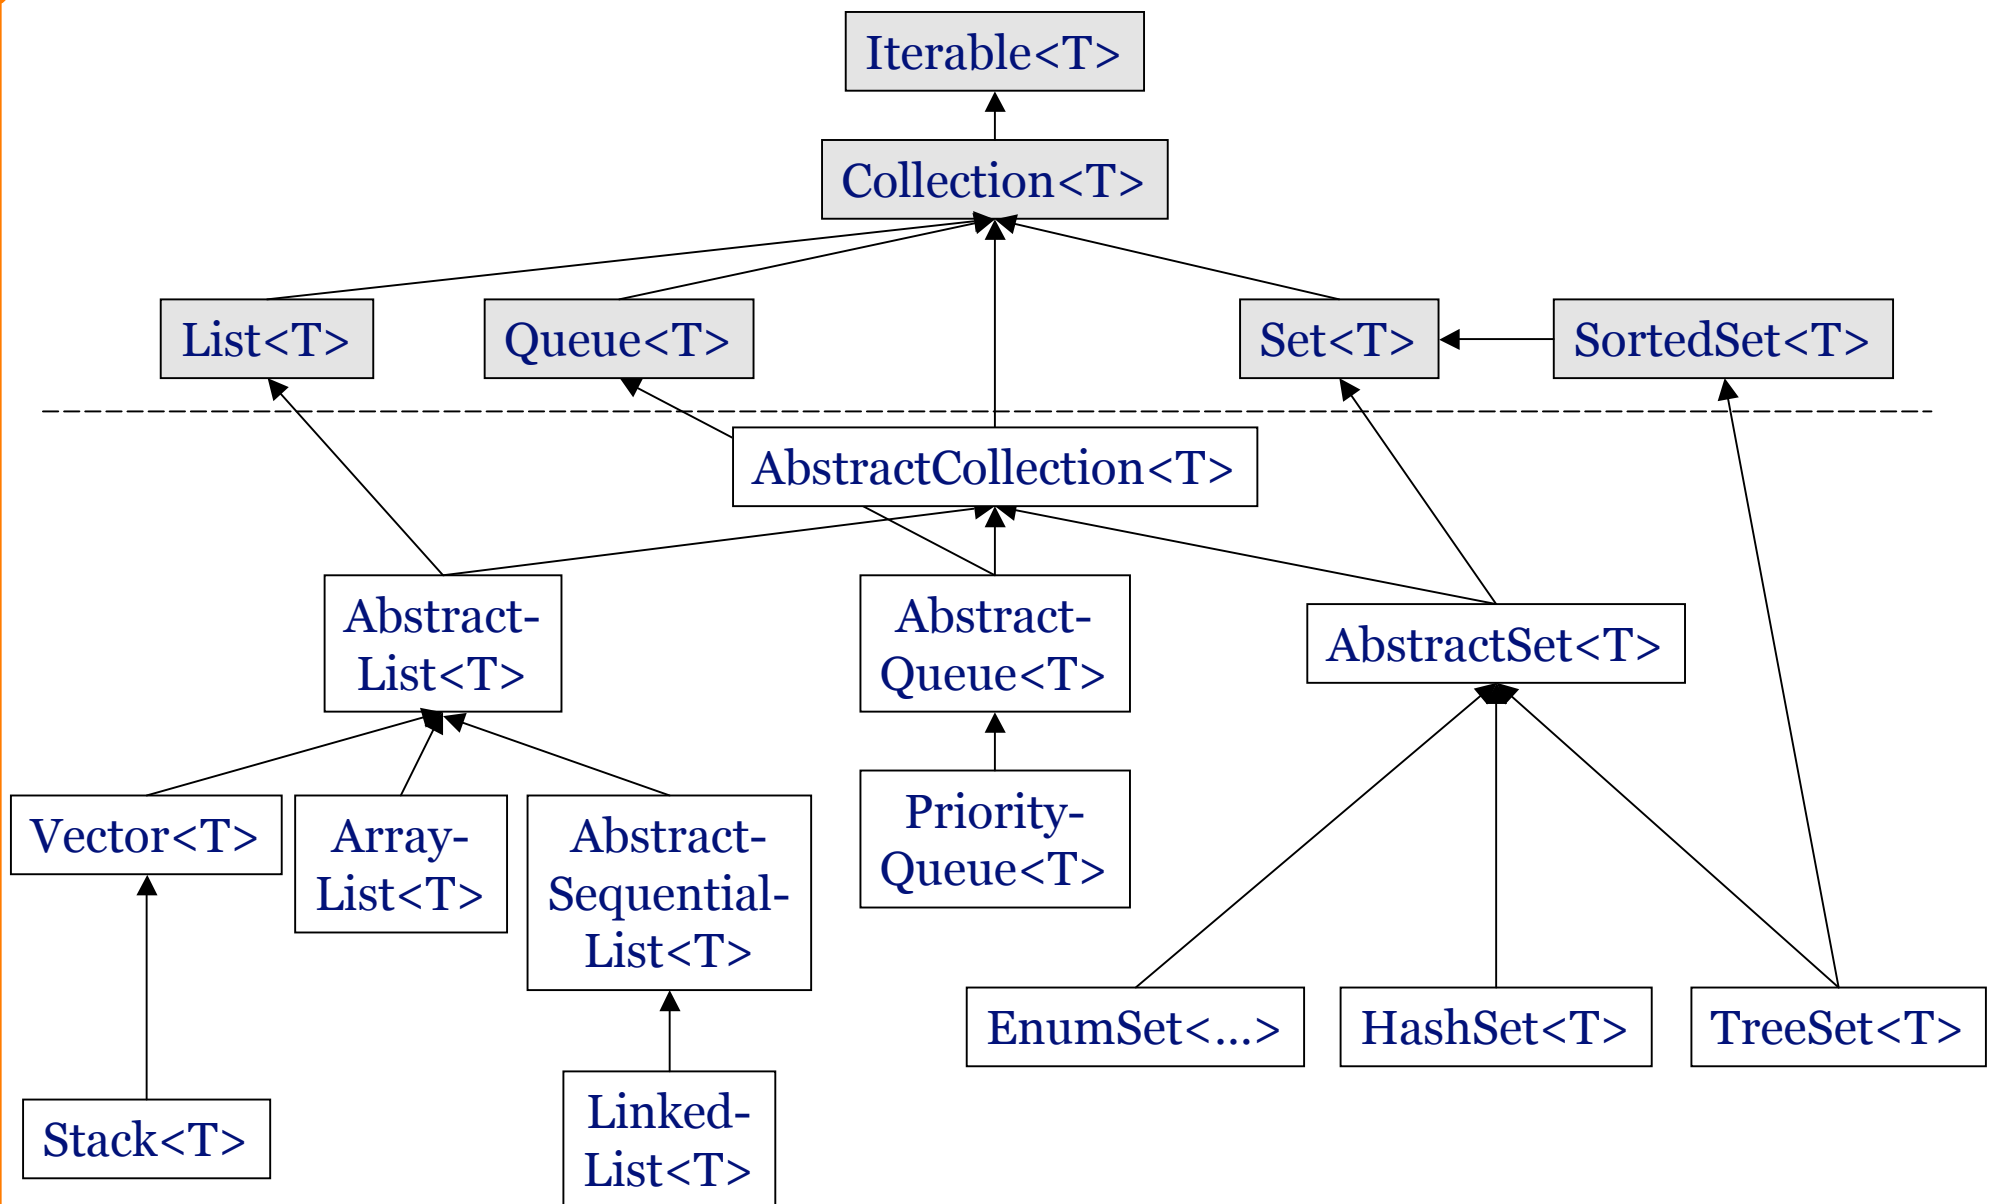 Iterable<T>
Collection<T>
List<T>
Queue<T>
Set<T>
SortedSet<T>
AbstractCollection<T>
Abstract-
List<T>
Abstract-
Queue<T>
AbstractSet<T>
Vector<T>
Array-
List<T>
Abstract-
Sequential-
List<T>
Priority-
Queue<T>
EnumSet<...>
HashSet<T>
TreeSet<T>
Stack<T>
Linked-
List<T>